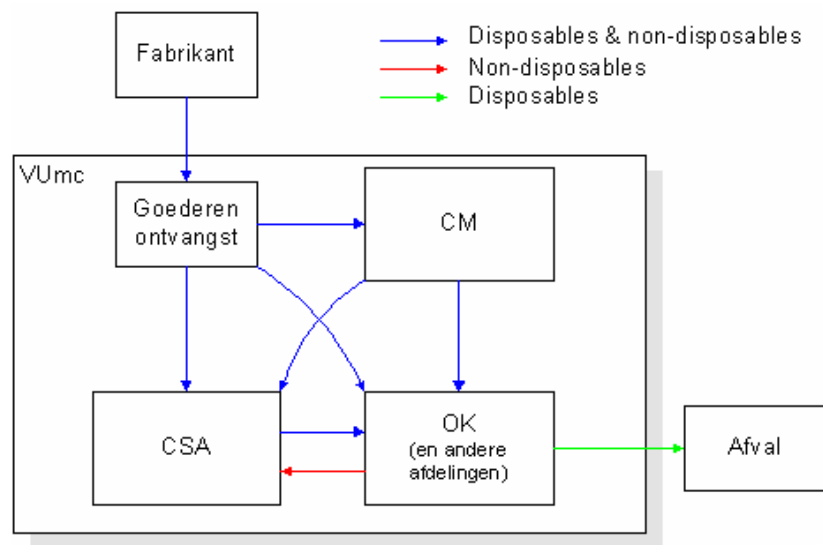 Fabrikant
Disposables & non-disposables
Non-disposables
Disposables
VUmc
Goederen
ontvangst
CM
CSA
OK
(en andere
afdelingen)
Afval